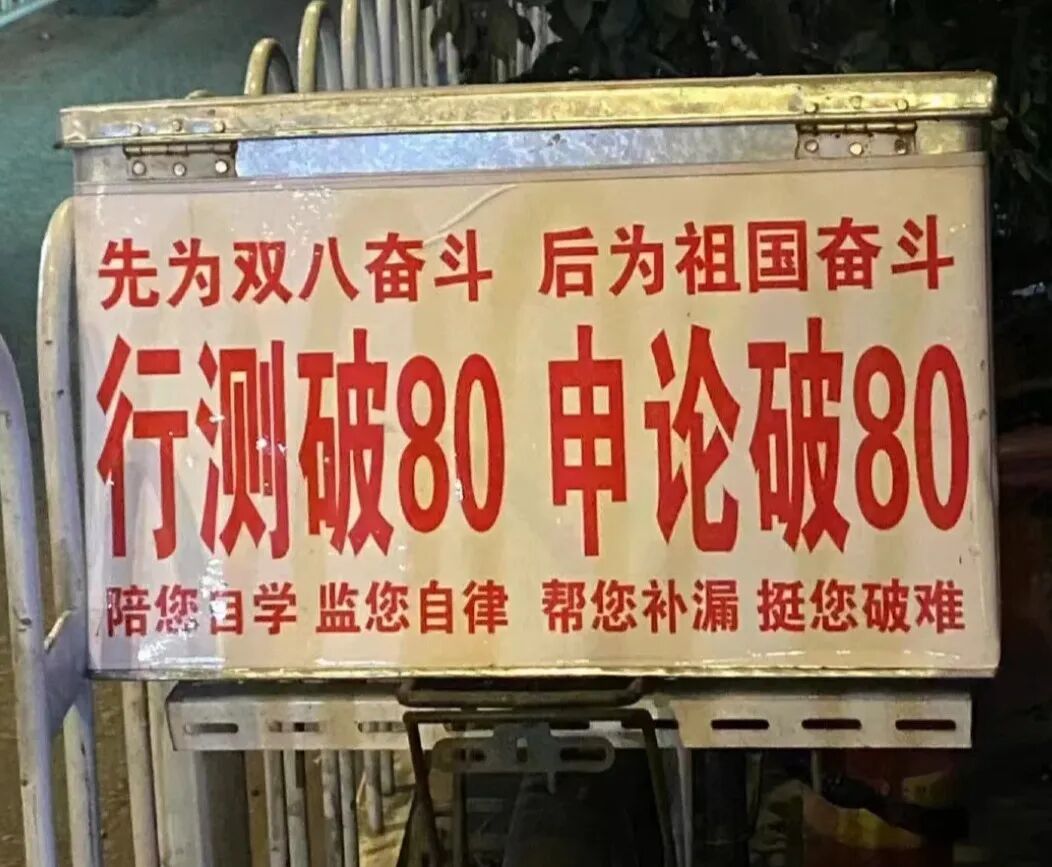 先为双八奋斗 后为祖国奋斗
行测破80 申论破80
陪您自学 监您自律 帮您补漏 挺您破难